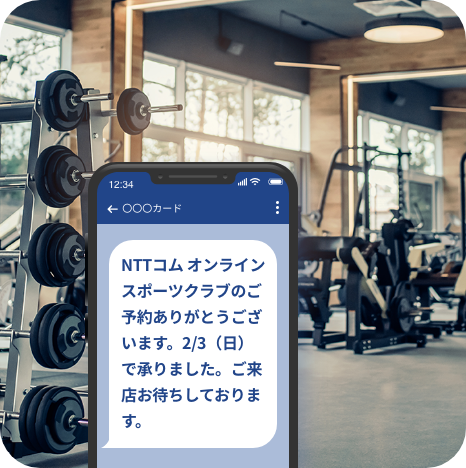 12:34
← 〇〇〇カード
NTTコム オンライン
スポーツクラブのご
予約ありがとうござ
います。2/3（日）
で承りました。ご来
店お待ちしておりま
す。